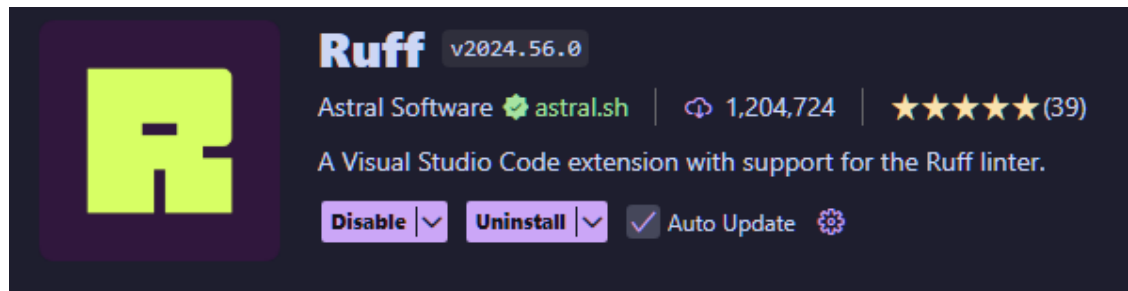 R
Ruff v2024.56.0
Astral Software astral.sh 1,204,724 ★★★★★(39)
A Visual Studio Code extension with support for the Ruff linter.
Disable Uninstall Auto Update